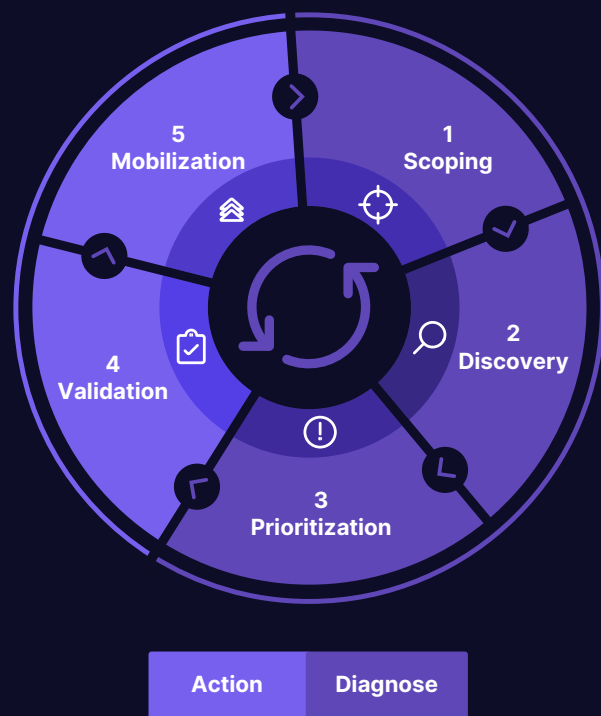 1
Scoping
2
Discovery
3
Prioritization
4
Validation
5
Mobilization
Action
Diagnose